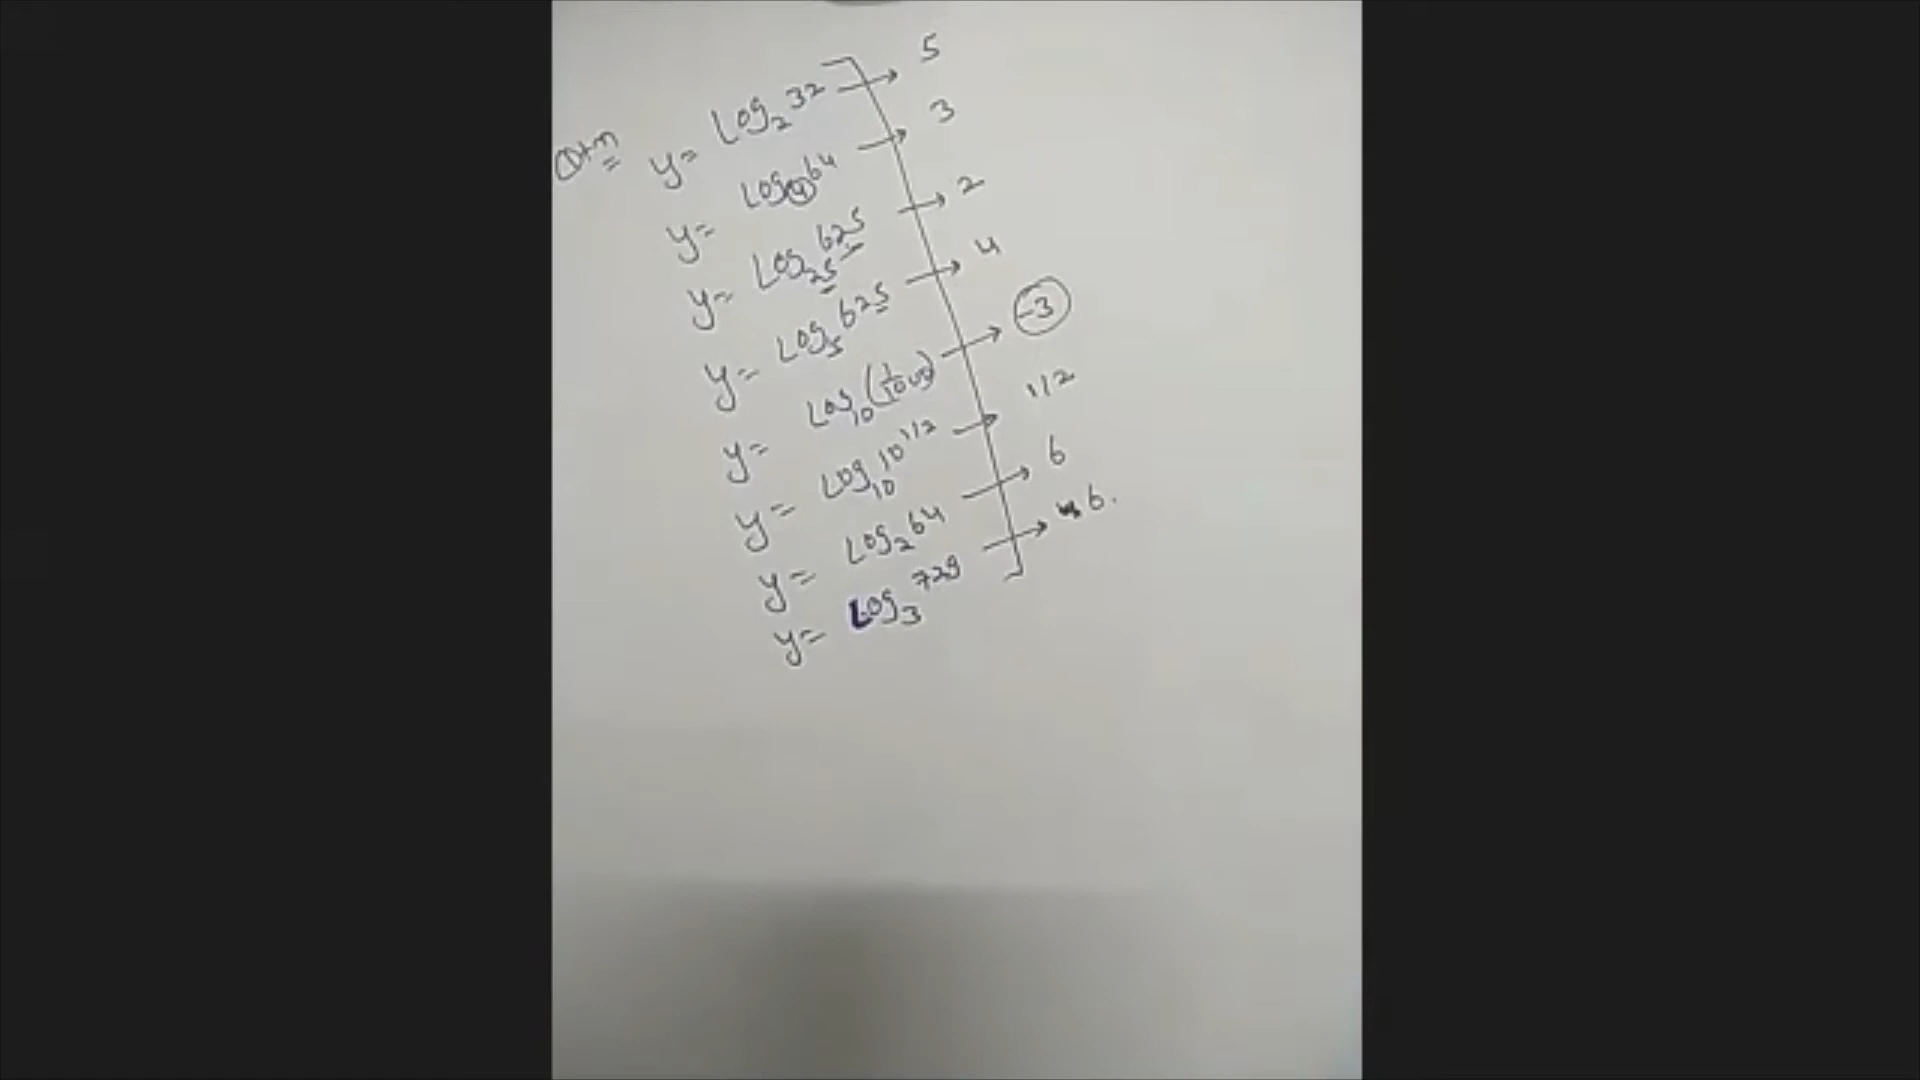 Qtn y = Log₂ 32 → 5
y = Log₄ 64 → 3
y = Log₂₅ 625 → 2
y = Log₅ 625 → 4
y = Log₁₀ (1/1000) → -3
y = Log₁₀ 10^1/2 → 1/2
y = Log₂ 64 → 6
y = Log₃ 729 → 6.